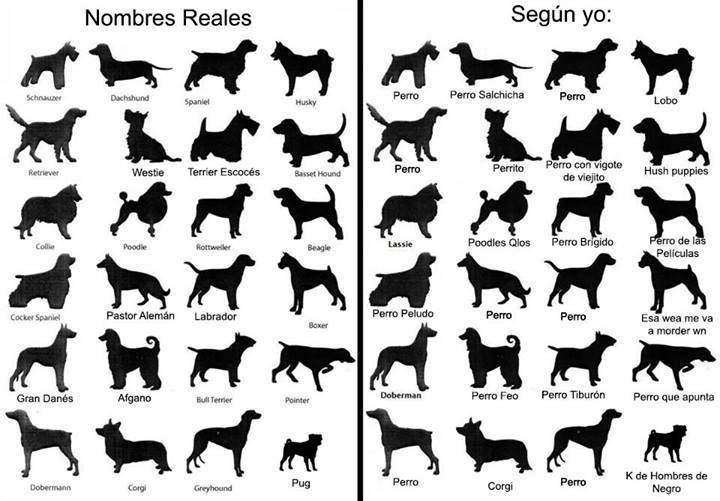 Nombres Reales
Schnauzer
Dachshund
Spaniel
Husky
Retriever
Westie
Terrier Escocés
Basset Hound
Collie
Poodle
Rottweiler
Beagle
Cocker Spaniel
Pastor Alemán
Labrador
Boxer
Gran Danés
Afgano
Bull Terrier
Pointer
Dobermann
Corgi
Greyhound
Pug
Según yo:
Perro
Perro Salchicha
Perro
Lobo
Perro
Perrito
Perro con vigote
de viejito
Hush puppies
Lassie
Poodles Qlos
Perro Brígido
Perro de las
Películas
Perro Peludo
Perro
Perro
Esa wea me va
a morder wn
Doberman
Perro Feo
Perro Tiburón
Perro que apunta
Perro
Corgi
Perro
K de Hombres de
Negro